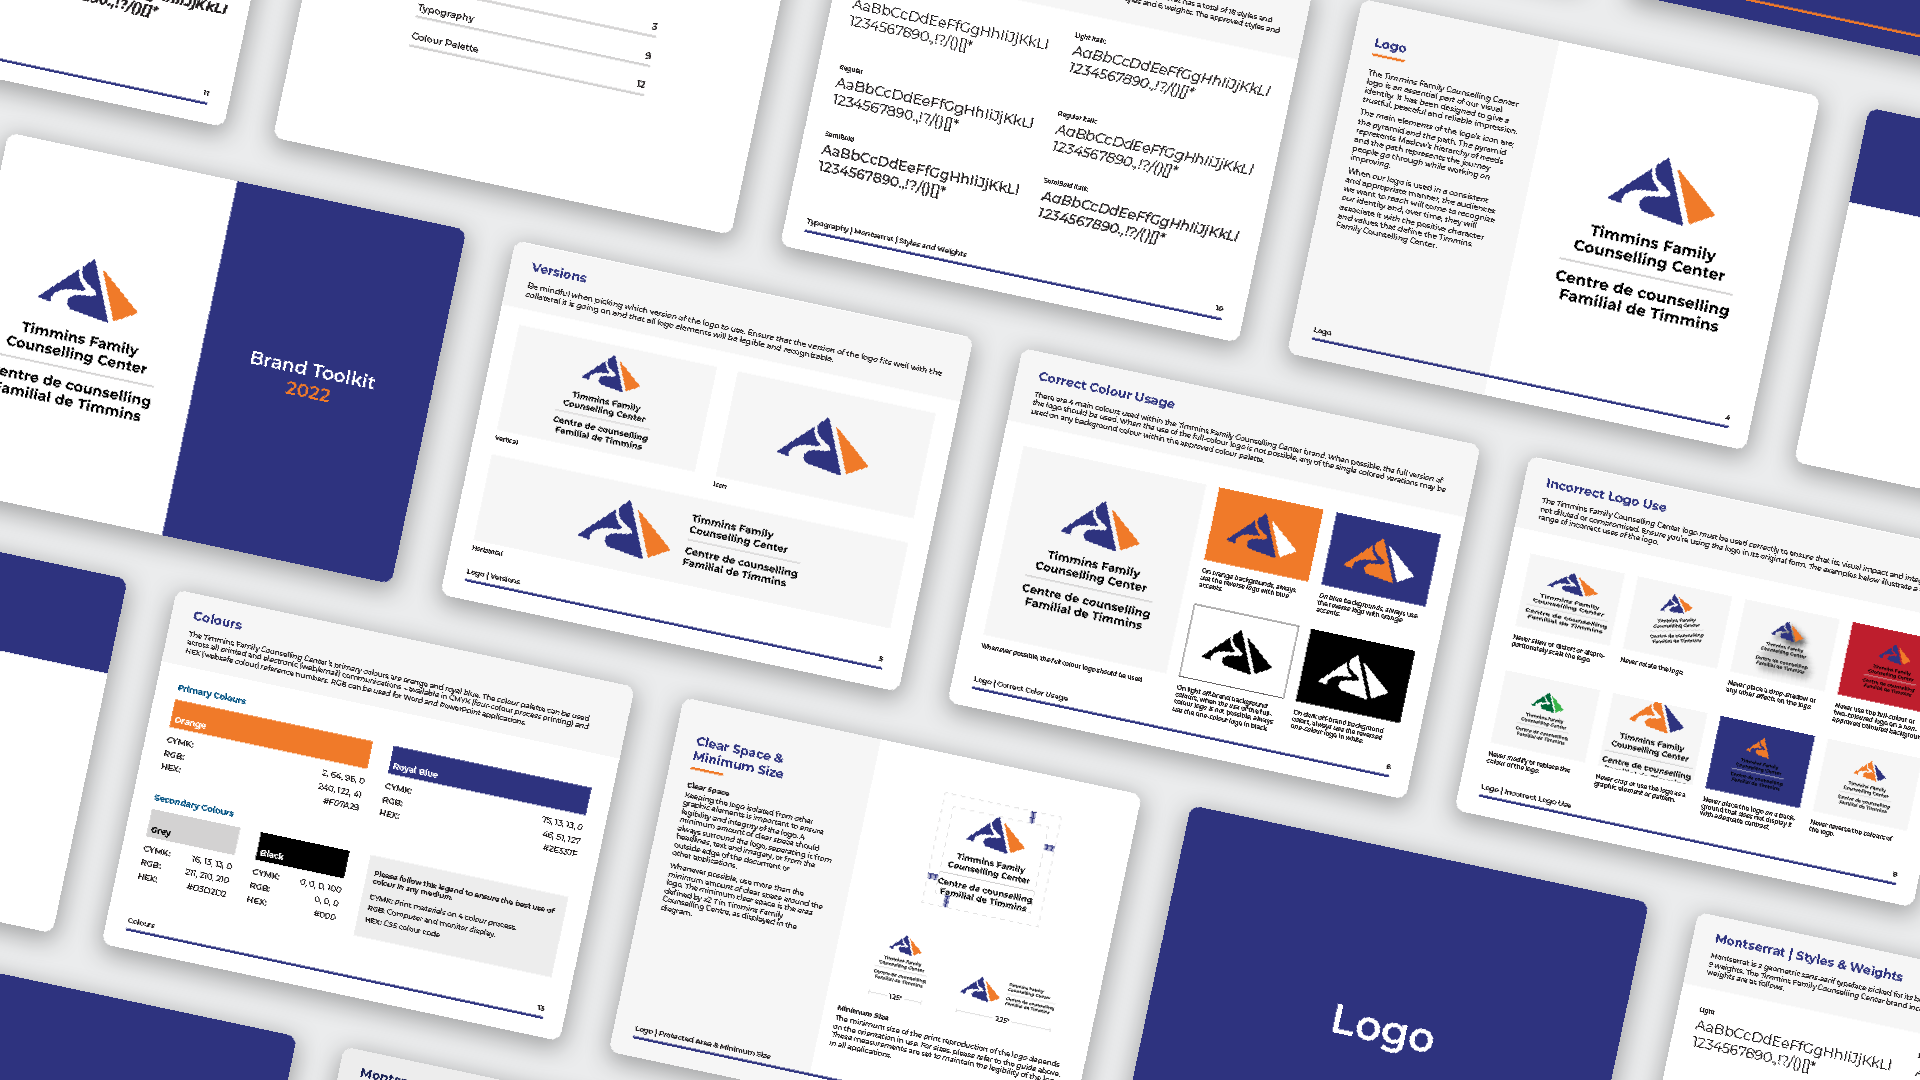 11
Typography
3
Colour Palette
9
12
AaBbCcDdEeFfGgHhIiJjKkLl
1234567890.,!?/()[]*
Regular
AaBbCcDdEeFfGgHhIiJjKkLl
1234567890.,!?/()[]*
SemiBold
AaBbCcDdEeFfGgHhIiJjKkLl
1234567890.,!?/()[]*
Light Italic
AaBbCcDdEeFfGgHhIiJjKkLl
1234567890.,!?/()[]*
Regular Italic
AaBbCcDdEeFfGgHhIiJjKkLl
1234567890.,!?/()[]*
SemiBold Italic
AaBbCcDdEeFfGgHhIiJjKkLl
1234567890.,!?/()[]*
Typography | Montserrat | Styles and Weights
10
Logo
The Timmins Family Counselling Center
logo is an essential part of our visual
identity. It has been designed to give a
trustful, peaceful and reliable impression.
The main elements of the logo's icon are;
the pyramid and the path. The pyramid
represents Maslow's hierarchy of needs
and the path represents the journey
people go through while working on
improving.
When our logo is used in a consistent
and appropriate manner, the audiences
we want to reach will come to recognize
our identity and, over time, they will
associate it with the positive character
and values that define the Timmins
Family Counselling Center.
Timmins Family
Counselling Center
Centre de counselling
Familial de Timmins
Logo
4
Timmins Family
Counselling Center
entre de counselling
amilial de Timmins
Brand Toolkit
2022
Versions
Be mindful when picking which version of the logo to use. Ensure that the version of the logo fits well with the
collateral it is going on and that all logo elements will be legible and recognizable.
Timmins Family
Counselling Center
Centre de counselling
Familial de Timmins
Vertical
Icon
Timmins Family
Counselling Center
Centre de counselling
Familial de Timmins
Horizontal
Logo | Versions
5
Correct Colour Usage
There are 4 main colours used within the Timmins Family Counselling Center brand. When possible, the full version of
the logo should be used. When the use of the full-colour logo is not possible, any of the single colored verations may be
used on any background colour within the approved colour palette.
Timmins Family
Counselling Center
Centre de counselling
Familial de Timmins
Whenever possible, the full colour logo should be used
On orange backgrounds, always
use the reverse logo with blue
accents.
On blue backgrounds, always use
the reverse logo with orange
accents.
On light off-brand background
colours, when the use of the full-
colour logo is not possible, always
use the one-colour logo in black.
On dark off-brand background
colors, always use the reversed
one-colour logo in white.
Logo | Correct Color Usage
6
Incorrect Logo Use
The Timmins Family Counselling Center logo must be used correctly to ensure that its visual impact and inte
not diluted or compromised. Ensure you're using the logo in its original form. The examples below illustrate a
range of incorrect uses of the logo.
Never skew or distort or dispro-
portionately scale the logo.
Never rotate the logo.
Never place a drop-shadow or
any other effects on the logo.
Never use the full-colour or
two-coloured logo on a non-
approved coloured backgroun
Never modify or replace the
colour of the logo.
Timmins Family
Counselling Center
Never crop or use the logo as a
graphic element or pattern.
Never place the logo on a back-
ground that does not display it
with adequate contrast.
Never reverse the colours of
the logo.
Logo | Incorrect Logo Use
8
Colours
The Timmins Family Counselling Center's primary colours are orange and royal blue. The colour palette can be used
across all printed and electronic (web/email) communications - available in CMYK (four-colour process printing) and
HEX (websafe colour) reference numbers. RGB can be used for Word and PowerPoint applications.
Primary Colours
Orange
CYMK:
2, 64, 96, 0
RGB:
240, 122, 41
HEX:
#F07A29
Royal Blue
CYMK:
75, 13, 13, 0
RGB:
46, 51, 127
HEX:
#2E337F
Secondary Colours
Grey
CYMK:
16, 13, 13, 0
RGB:
211, 210, 210
HEX:
#D3D2D2
Black
CYMK:
0, 0, 0, 100
RGB:
0, 0, 0
HEX:
#000
Please follow this legend to ensure the best use of
colour in any medium.
CYMK: Print materials on 4 colour process.
RGB: Computer and monitor display.
HEX: CSS colour code
Colours
13
Clear Space &
Minimum Size
Clear Space
Keeping the logo isolated from other
graphic elements is important to ensure
legibility and integrity of the logo. A
minimum amount of clear space should
always surround the logo, seperating it from
headlines, text and imagery, or from the
outside edge of the document or
other applications.
Whenever possible, use more than the
minimum amount of clear space around the
logo. The minimum clear space is the area
defined by x2 T in Timmins Family
Counselling Centre, as displayed in the
diagram.
Timmins Family
Counselling Center
Centre de counselling
Familial de Timmins
1.25"
2.25"
Minimum Size
The minimum size of the print reproduction of the logo depends
on the orientation in use. For sizes, please refer to the guide above.
These measurements are set to maintain the legibility of the logo
in all applications.
Logo | Protected Area & Minimum Size
Logo
Montserrat | Styles & Weights
Light
AaBbCcDdEeFfGgHhIiJjKkLl
1234567890.,!?/()[]*